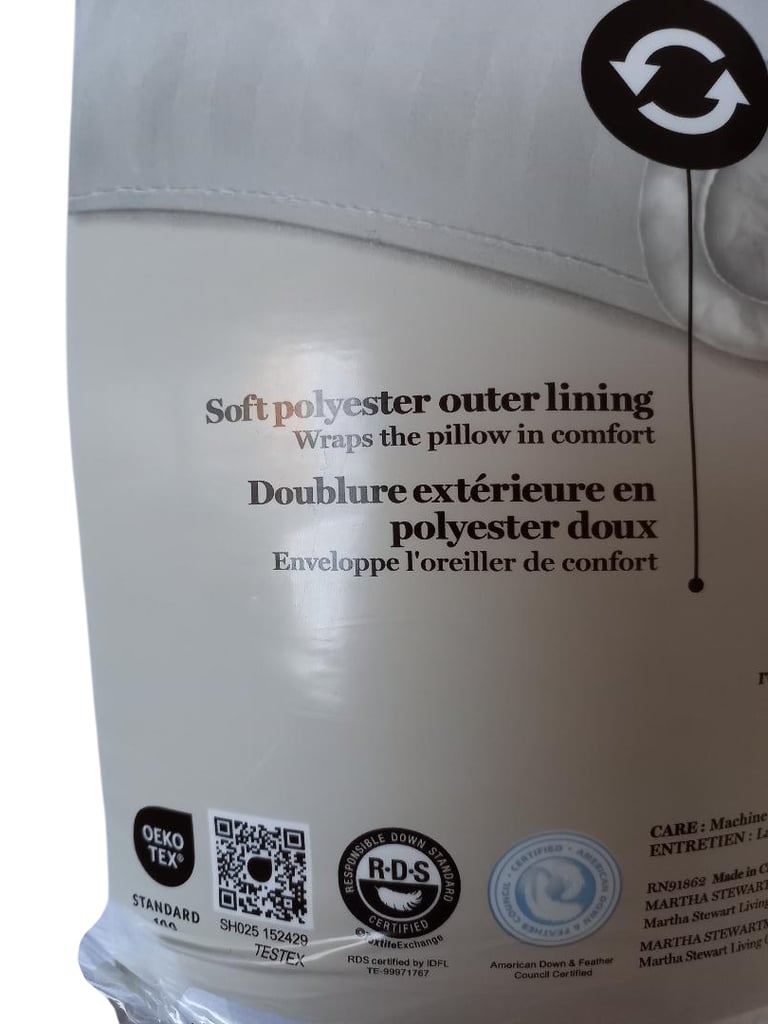 Soft polyester outer lining
Wraps the pillow in comfort
Doublure extérieure en
polyester doux
Enveloppe l'oreiller de confort
OEKO
TEX®
STANDARD
100
SH025 152429
TESTEX
RESPONSIBLE DOWN STANDARD
R·D·S
CERTIFIED
©TextileExchange
RDS certified by IDFL
TE-99971767
CERTIFIED · AMERICAN DOWN & FEATHER COUNCIL ·
American Down & Feather
Council Certified
CARE : Machine
ENTRETIEN : La
RN91862 Made in C
MARTHA STEWART
Martha Stewart Living
MARTHA STEWART
Martha Stewart Living